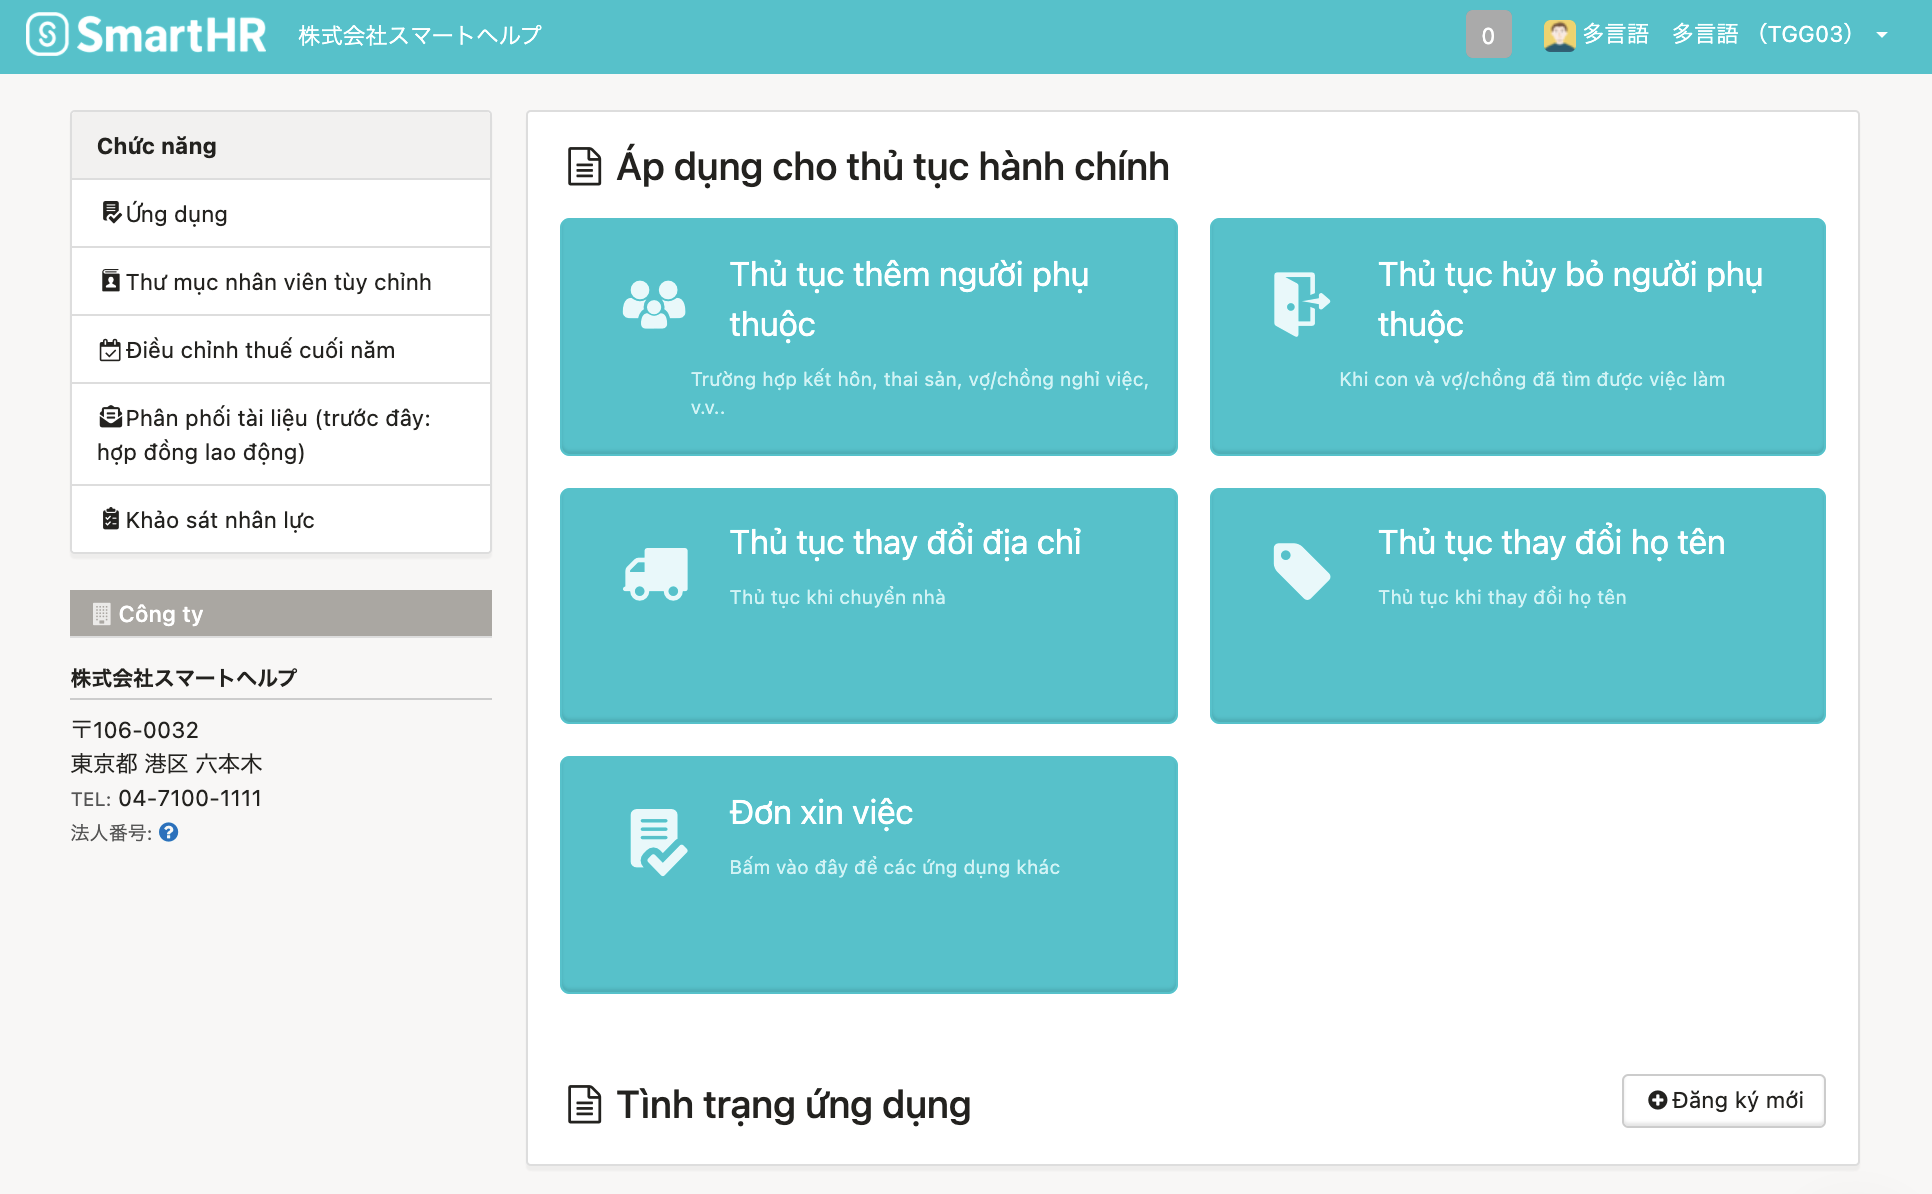 SmartHR 株式会社スマートヘルプ
0 多言語 多言語 （TGG03）
Chức năng
Ứng dụng
Thư mục nhân viên tùy chỉnh
Điều chỉnh thuế cuối năm
Phân phối tài liệu (trước đây:
hợp đồng lao động)
Khảo sát nhân lực
Công ty
株式会社スマートヘルプ
〒106-0032
東京都 港区 六本木
TEL: 04-7100-1111
法人番号:
Áp dụng cho thủ tục hành chính
Thủ tục thêm người phụ
thuộc
Trường hợp kết hôn, thai sản, vợ/chồng nghỉ việc,
v.v..
Thủ tục hủy bỏ người phụ
thuộc
Khi con và vợ/chồng đã tìm được việc làm
Thủ tục thay đổi địa chỉ
Thủ tục khi chuyển nhà
Thủ tục thay đổi họ tên
Thủ tục khi thay đổi họ tên
Đơn xin việc
Bấm vào đây để các ứng dụng khác
Tình trạng ứng dụng
Đăng ký mới